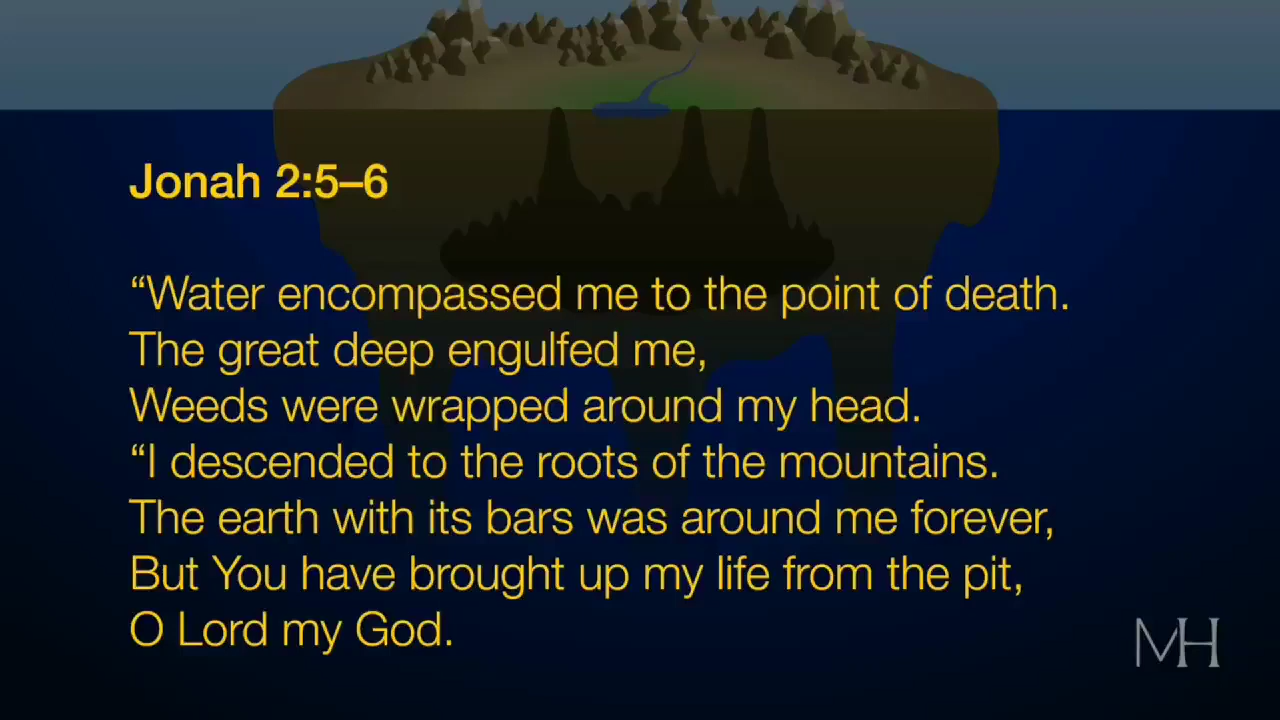 Jonah 2:5–6
“Water encompassed me to the point of death.
The great deep engulfed me,
Weeds were wrapped around my head.
“I descended to the roots of the mountains.
The earth with its bars was around me forever,
But You have brought up my life from the pit,
O Lord my God.
MH